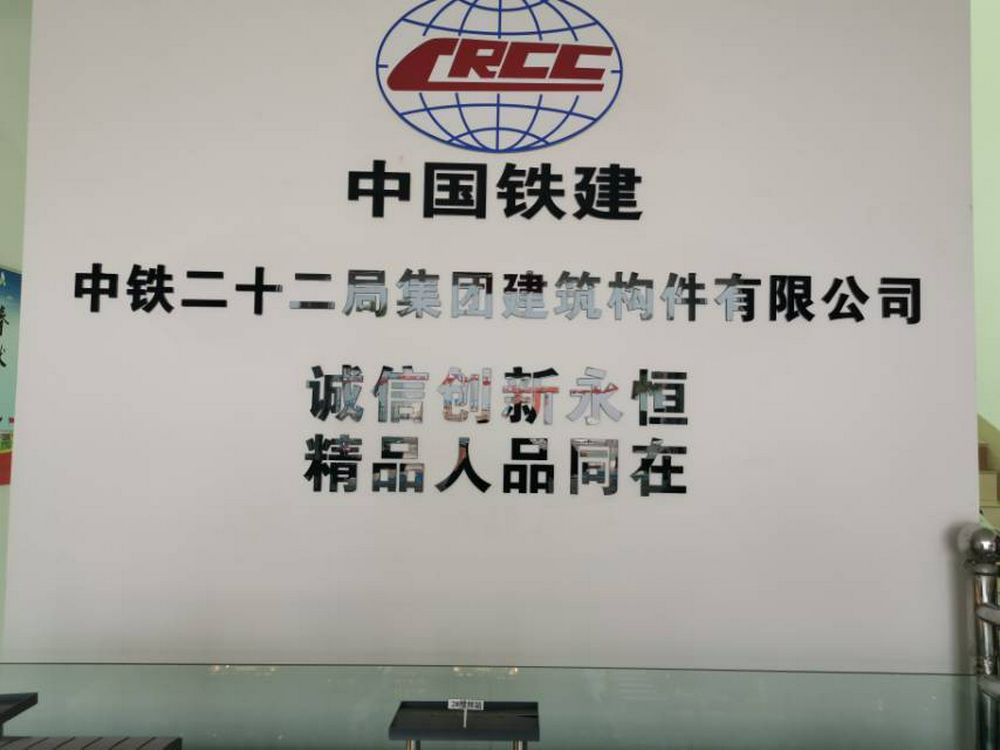 CRCC
中国铁建
中铁二十二局集团建筑构件有限公司
诚信创新永恒
精品人品同在